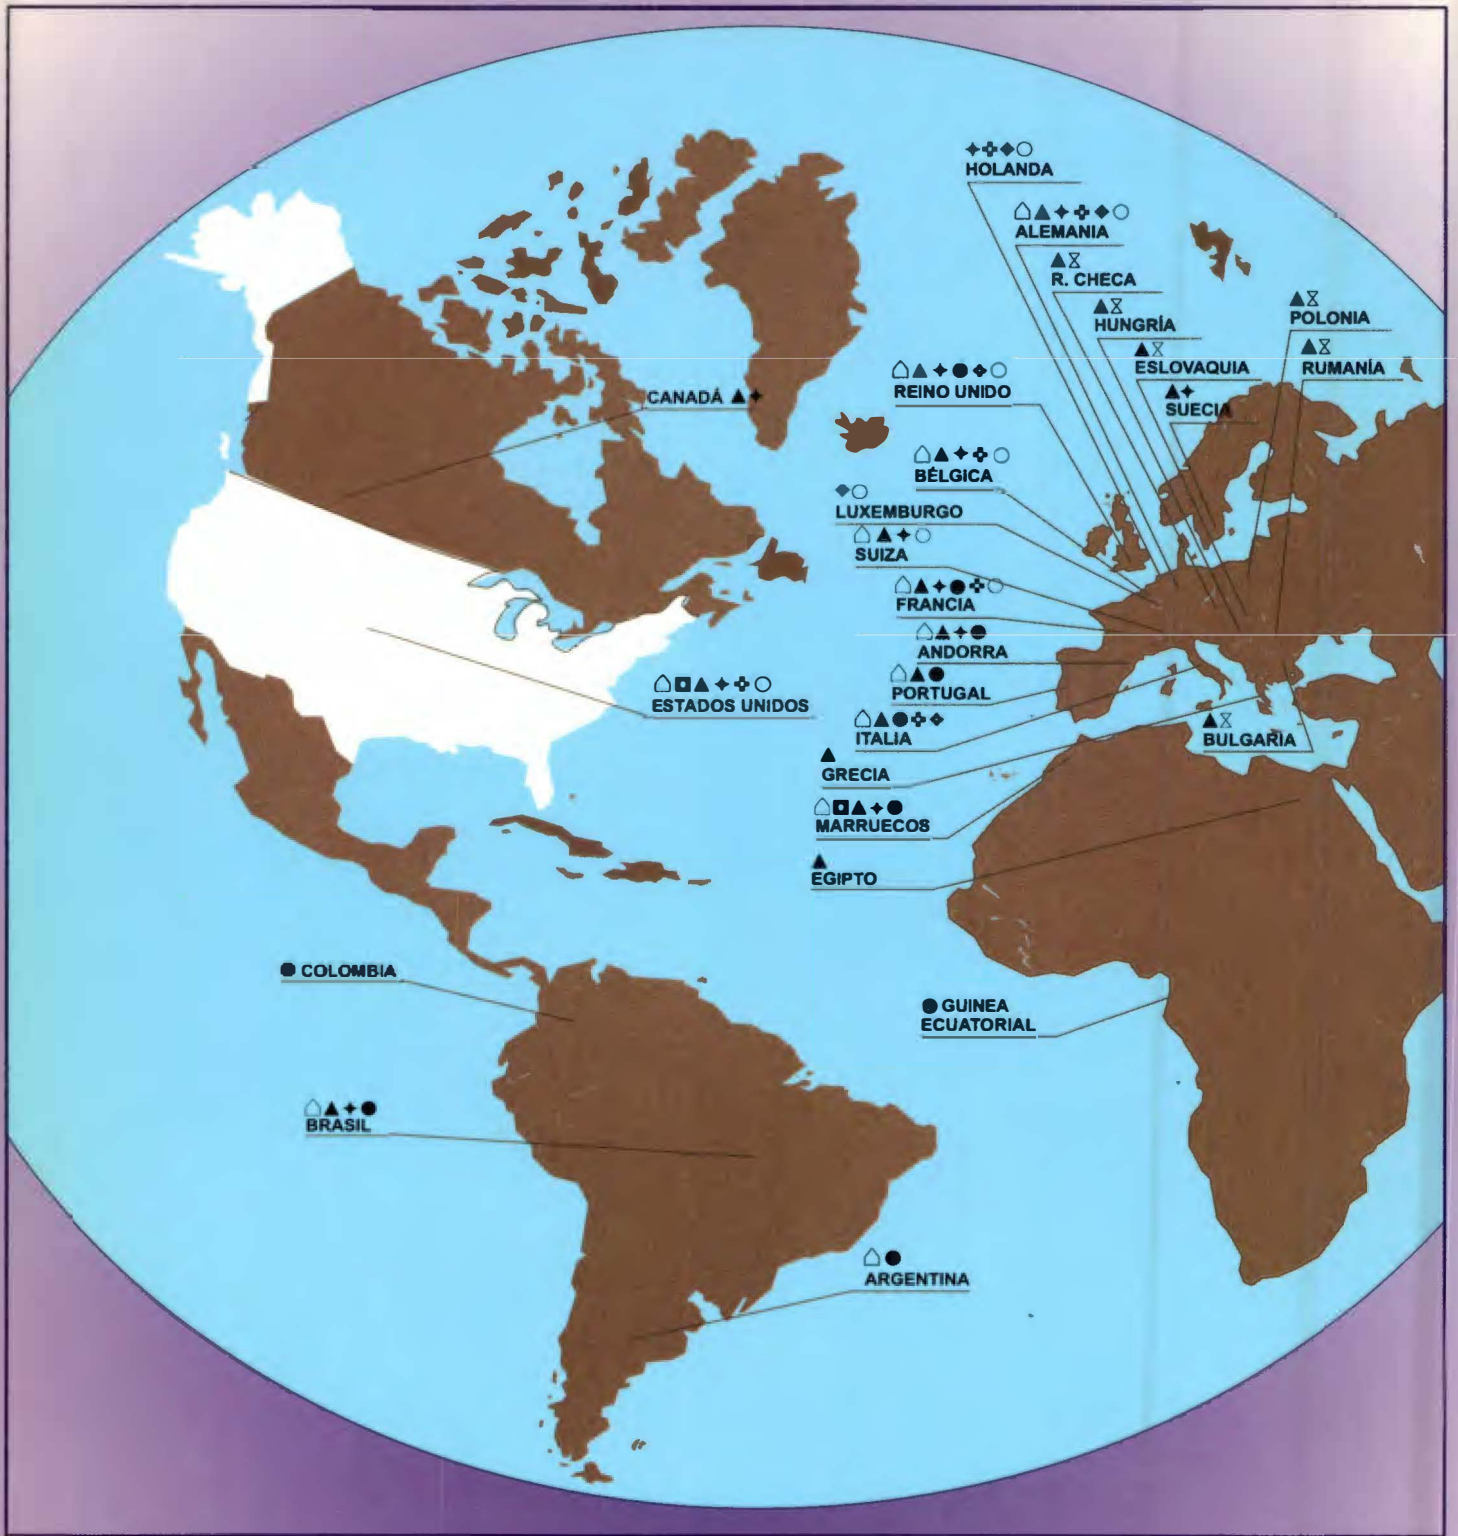 HOLANDA
ALEMANIA
R. CHECA
HUNGRÍA
POLONIA
ESLOVAQUIA
RUMANÍA
REINO UNIDO
CANADÁ
SUECIA
BÉLGICA
LUXEMBURGO
SUIZA
FRANCIA
ANDORRA
PORTUGAL
ESTADOS UNIDOS
ITALIA
BULGARIA
GRECIA
MARRUECOS
EGIPTO
COLOMBIA
GUINEA
ECUATORIAL
BRASIL
ARGENTINA